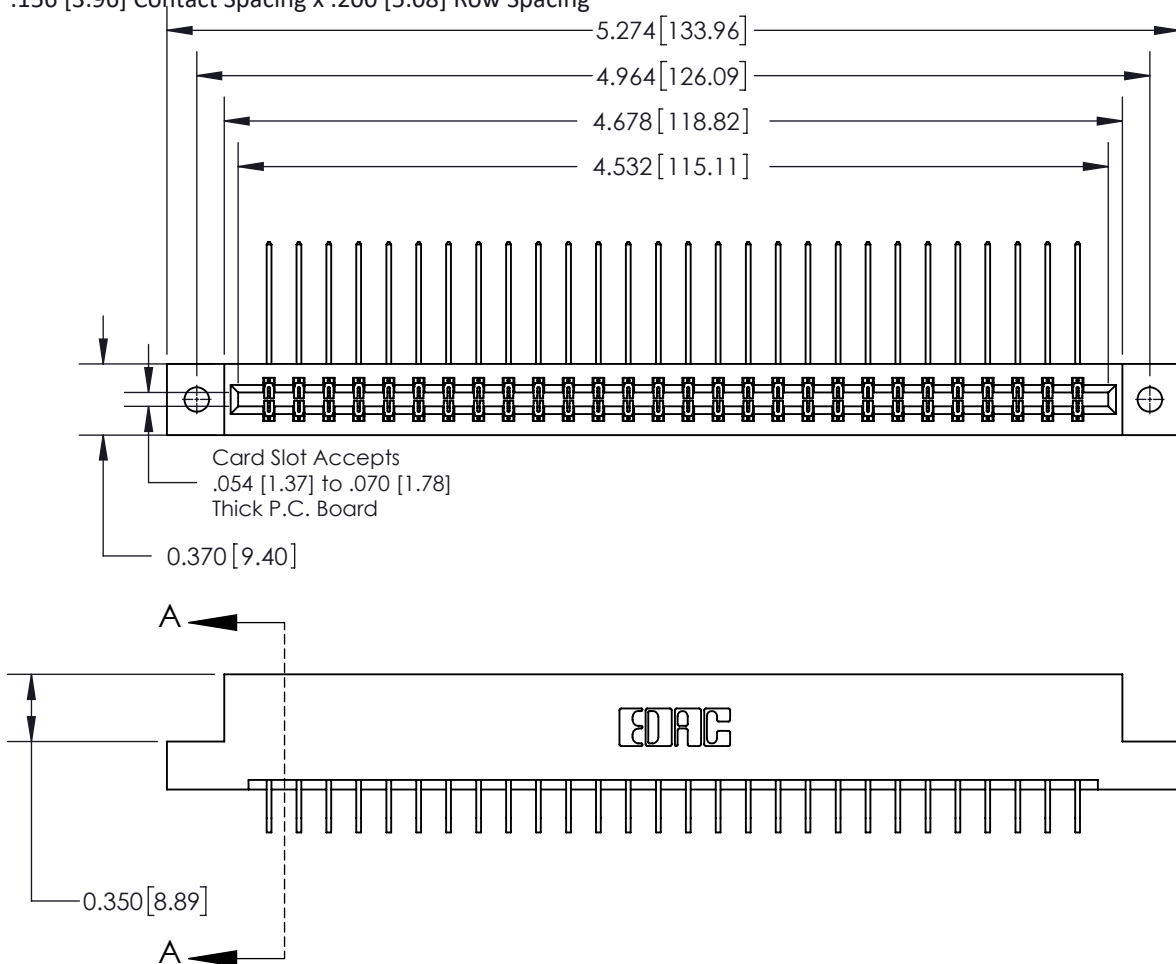 .156 [3.96] Contact Spacing x .200 [5.08] Row Spacing
5.274[133.96]
4.964[126.09]
4.678[118.82]
4.532[115.11]
Card Slot Accepts
.054 [1.37] to .070 [1.78]
Thick P.C. Board
0.370[9.40]
A
EDAC
0.350[8.89]
A